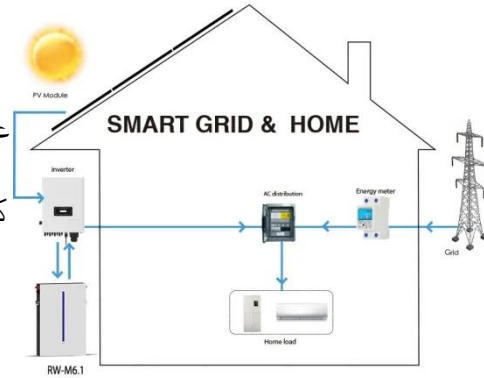 PV Module
SMART GRID & HOME
inverter
AC distribution
Energy meter
Grid
Home load
RW-M6.1